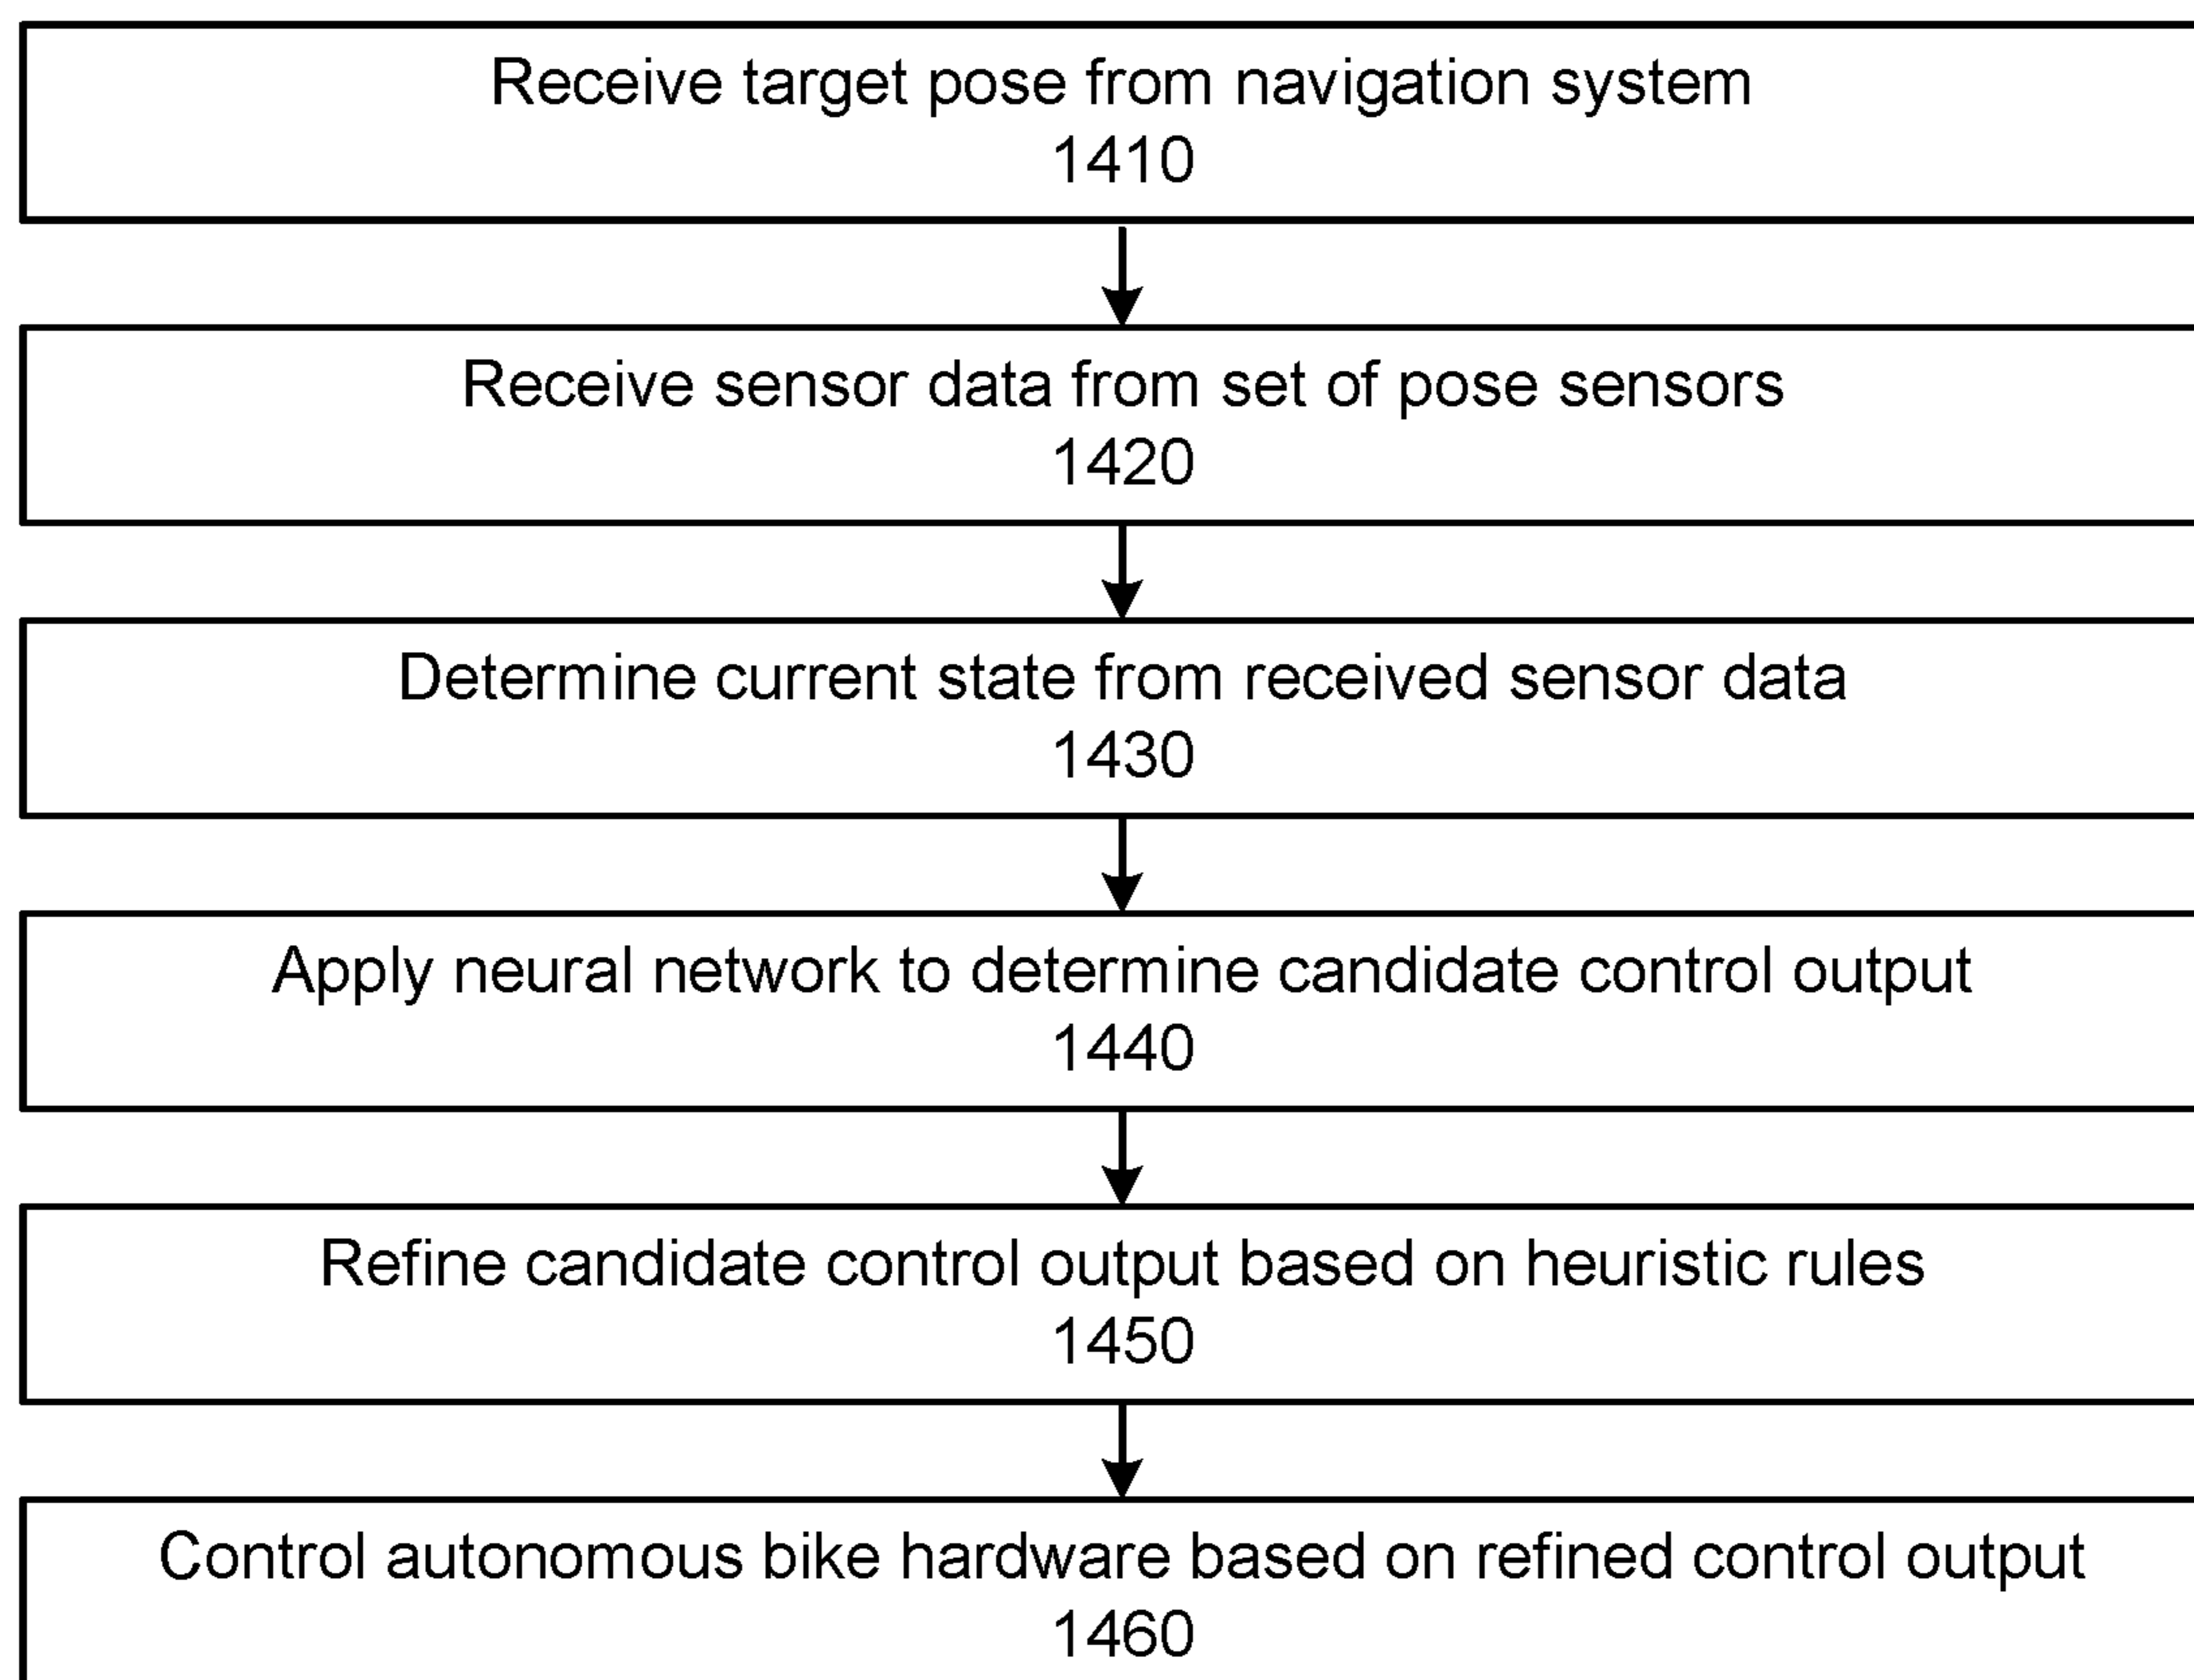 Receive target pose from navigation system
1410
Receive sensor data from set of pose sensors
1420
Determine current state from received sensor data
1430
Apply neural network to determine candidate control output
1440
Refine candidate control output based on heuristic rules
1450
Control autonomous bike hardware based on refined control output
1460